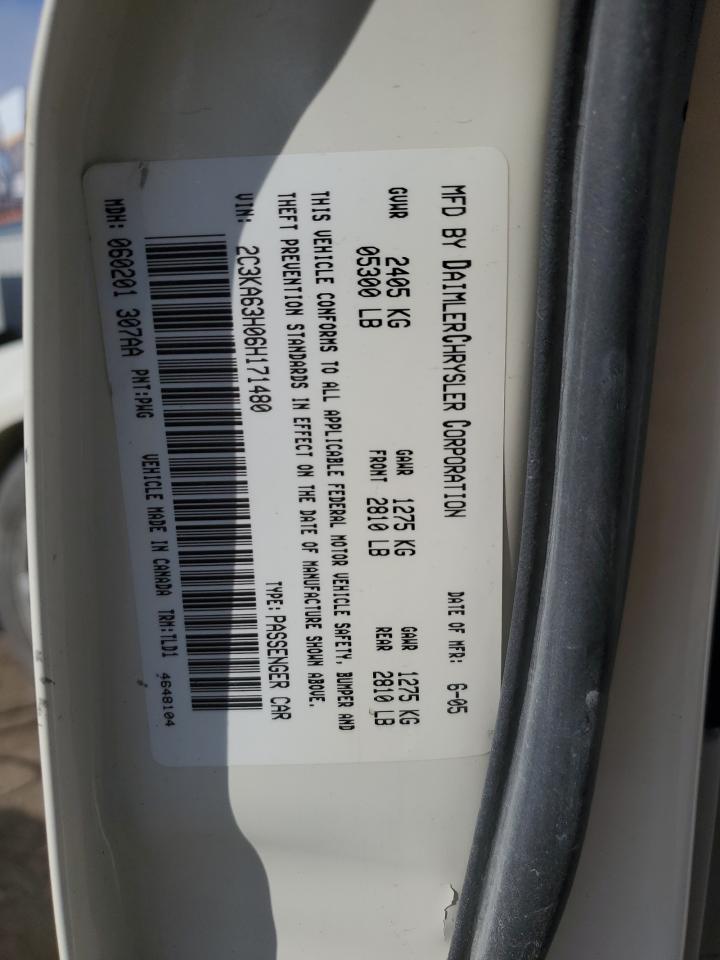 MFD BY DAIMLERCHRYSLER CORPORATION DATE OF MFR: 6-05
GVWR 2405 KG GAWR 1275 KG GAWR 1275 KG
05300 LB FRONT 2810 LB REAR 2810 LB
THIS VEHICLE CONFORMS TO ALL APPLICABLE FEDERAL MOTOR VEHICLE SAFETY, BUMPER AND
THEFT PREVENTION STANDARDS IN EFFECT ON THE DATE OF MANUFACTURE SHOWN ABOVE.
VIN: 2C3KA63H06H171480 TYPE: PASSENGER CAR
MDH: 060201 307AA PNT:PWG VEHICLE MADE IN CANADA TRM:TLD1 4648104